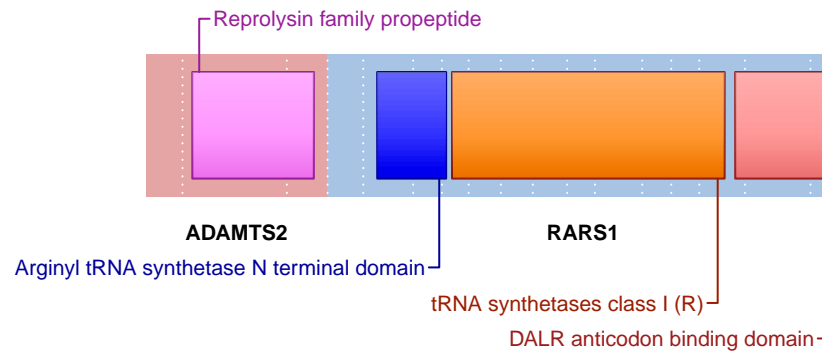 Reprolysin family propeptide
ADAMTS2
RARS1
Arginyl tRNA synthetase N terminal domain
tRNA synthetases class I (R)
DALR anticodon binding domain